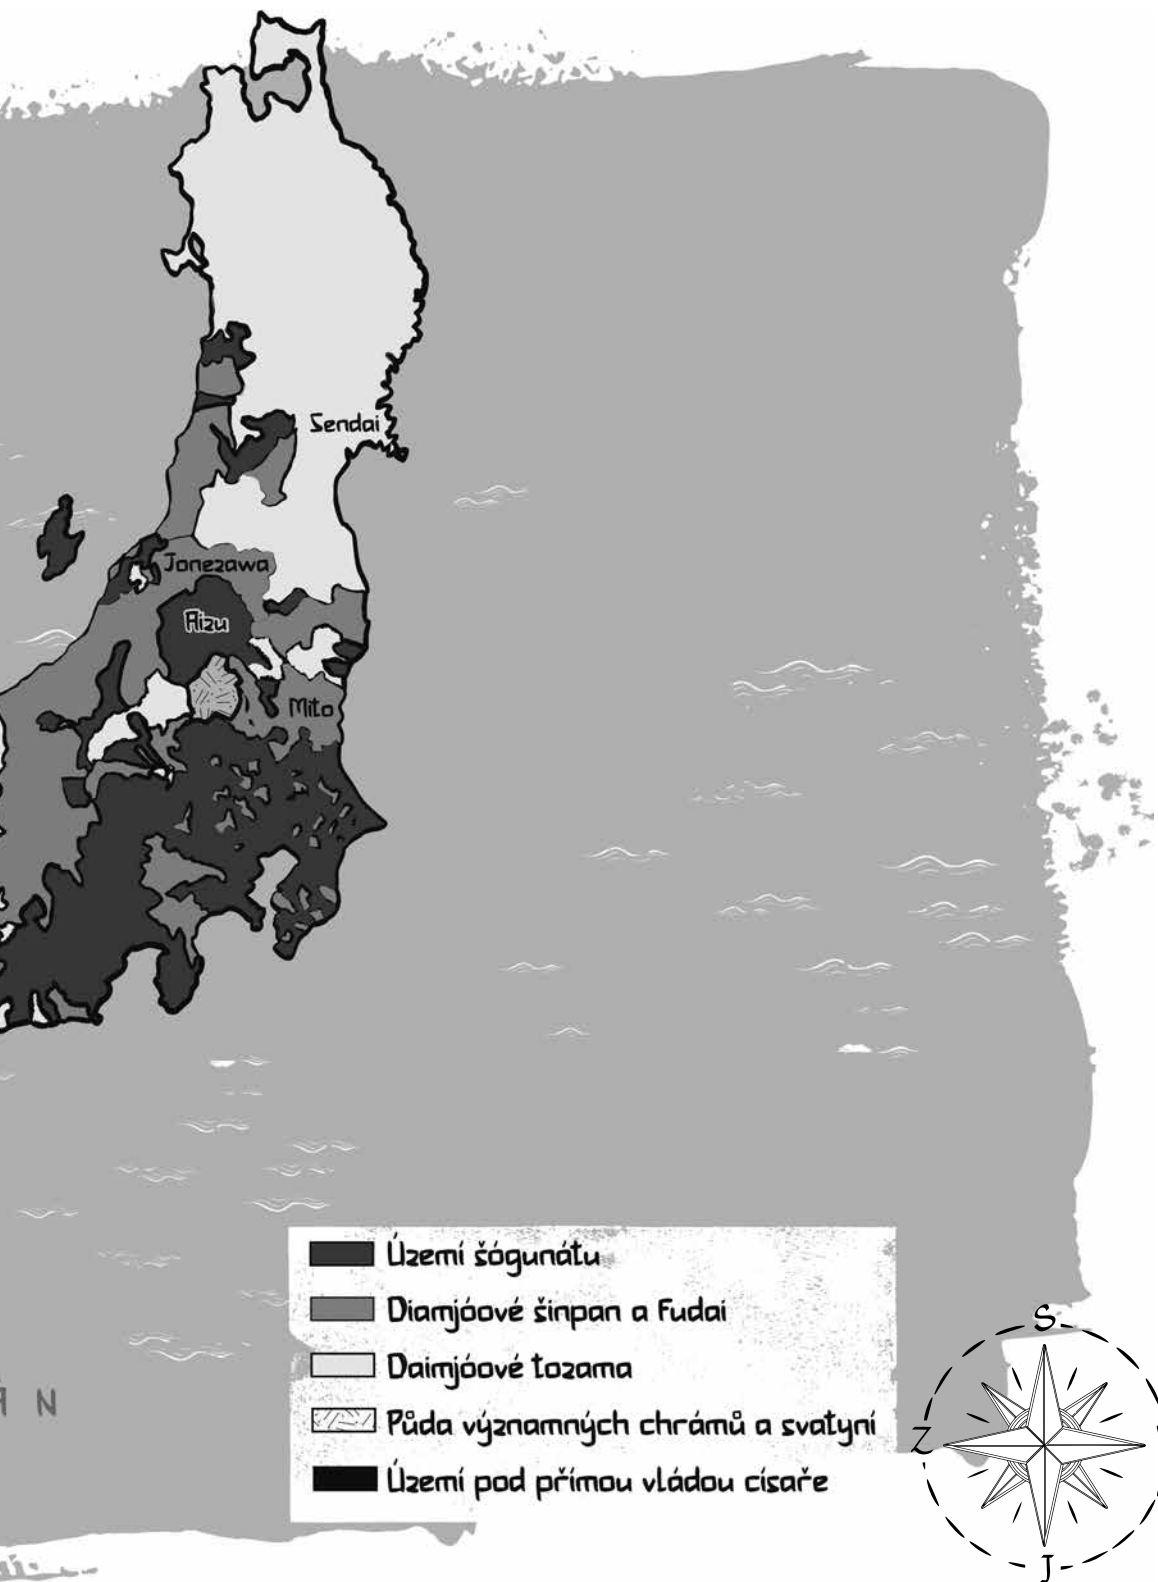 Sendai
Jonezawa
Aizu
Mito
N
Území šógunátu
Diamjóové šinpan a Fudai
Daimjóové tozama
Půda významných chrámů a svatyní
Území pod přímou vládou císaře
S
Z
J